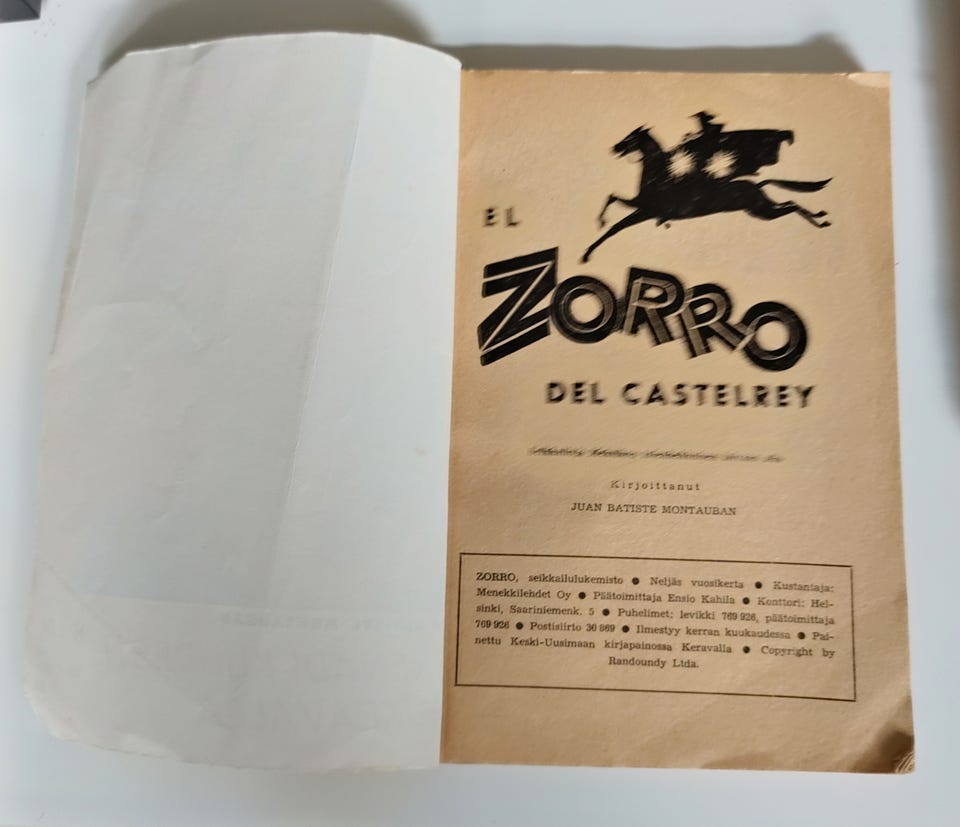 EL
ZORRO
DEL CASTELREY
Kirjoittanut
JUAN BATISTE MONTAUBAN
ZORRO, seikkailulukemisto ● Neljäs vuosikerta ● Kustantaja:
Menekkilehdet Oy ● Päätoimittaja Ensio Kahila ● Konttori: Hel-
sinki, Saariniemenk. 5 ● Puhelimet; levikki 769 926, päätoimittaja
769 926 ● Postisiirto 30 869 ● Ilmestyy kerran kuukaudessa ● Pai-
nettu Keski-Uusimaan kirjapainossa Keravalla ● Copyright by
Randoundy Ltda.